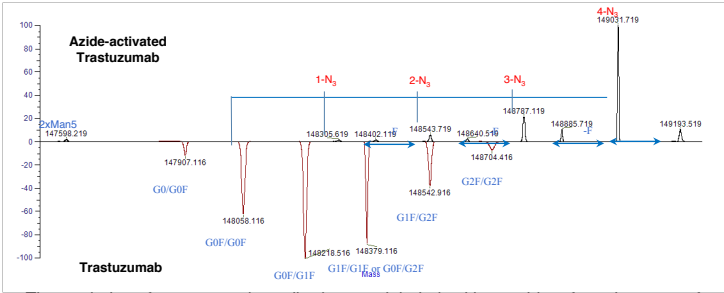 4-N3
149031.719
100
Azide-activated
Trastuzumab
80
60
1-N3
2-N3
3-N3
40
148787.119
20
2xMan5
147598.219
148305.619
148402.119
148543.719
148640.519
148885.719
149193.519
-F
-F
-F
0
147907.116
148704.416
-20
G0/G0F
G2F/G2F
148542.916
-40
148058.116
G1F/G2F
-60
G0F/G0F
-80
148218.516
148379.116
-100
Trastuzumab
G0F/G1F
G1F/G1F or G0F/G2F
Mass